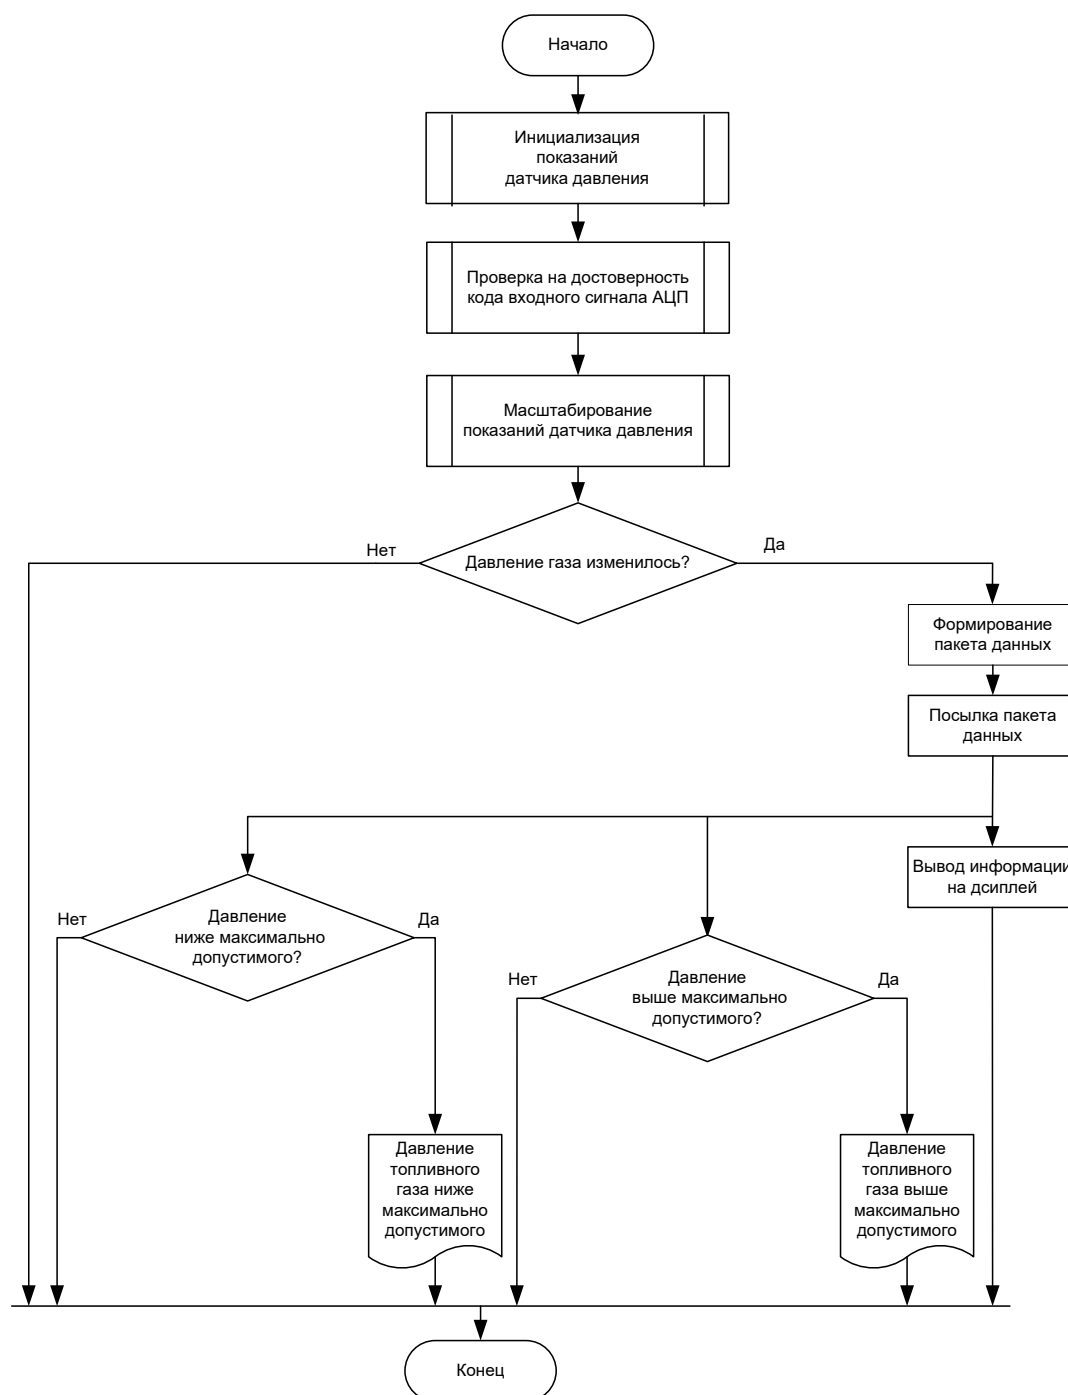 Начало
Инициализация
показаний
датчика давления
Проверка на достоверность
кода входного сигнала АЦП
Масштабирование
показаний датчика давления
Нет
Давление газа изменилось?
Да
Формирование
пакета данных
Посылка пакета
данных
Вывод информации
на дсиплей
Нет
Давление
ниже максимально
допустимого?
Да
Нет
Давление
выше максимально
допустимого?
Да
Давление
топливного
газа ниже
максимально
допустимого
Давление
топливного
газа выше
максимально
допустимого
Конец